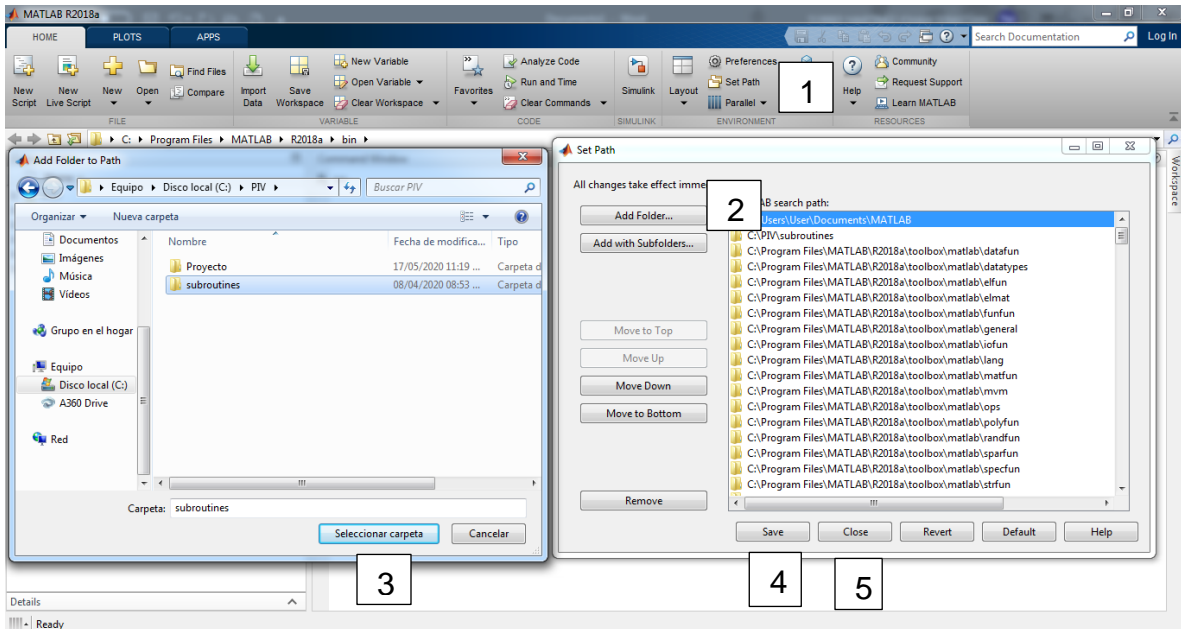 MATLAB R2018a
HOME PLOTS APPS
Search Documentation Log In
New Script
New Live Script
New
Open
Find Files
Compare
Import Data
Save Workspace
New Variable
Open Variable
Clear Workspace
Favorites
Analyze Code
Run and Time
Clear Commands
Simulink
Layout
Preferences
Set Path
Parallel
1
Help
Community
Request Support
Learn MATLAB
FILE VARIABLE CODE SIMULINK ENVIRONMENT RESOURCES
C: Program Files MATLAB R2018a bin
Workspace
Add Folder to Path
Equipo Disco local (C:) PIV Buscar PIV
Organizar Nueva carpeta
Documentos
Imágenes
Música
Vídeos
Grupo en el hogar
Equipo
Disco local (C:)
A360 Drive
Red
Nombre Fecha de modifica... Tipo
Proyecto 17/05/2020 11:19 ... Carpeta d
subroutines 08/04/2020 08:53 ... Carpeta d
Carpeta: subroutines
Seleccionar carpeta Cancelar
3
Set Path
All changes take effect imme
2
search path:
Add Folder...
Add with Subfolders...
Move to Top
Move Up
Move Down
Move to Bottom
Remove
Users\User\Documents\MATLAB
C:\PIV\subroutines
C:\Program Files\MATLAB\R2018a\toolbox\matlab\datafun
C:\Program Files\MATLAB\R2018a\toolbox\matlab\datatypes
C:\Program Files\MATLAB\R2018a\toolbox\matlab\elfun
C:\Program Files\MATLAB\R2018a\toolbox\matlab\elmat
C:\Program Files\MATLAB\R2018a\toolbox\matlab\funfun
C:\Program Files\MATLAB\R2018a\toolbox\matlab\general
C:\Program Files\MATLAB\R2018a\toolbox\matlab\iofun
C:\Program Files\MATLAB\R2018a\toolbox\matlab\lang
C:\Program Files\MATLAB\R2018a\toolbox\matlab\matfun
C:\Program Files\MATLAB\R2018a\toolbox\matlab\mvm
C:\Program Files\MATLAB\R2018a\toolbox\matlab\ops
C:\Program Files\MATLAB\R2018a\toolbox\matlab\polyfun
C:\Program Files\MATLAB\R2018a\toolbox\matlab\randfun
C:\Program Files\MATLAB\R2018a\toolbox\matlab\sparfun
C:\Program Files\MATLAB\R2018a\toolbox\matlab\specfun
C:\Program Files\MATLAB\R2018a\toolbox\matlab\strfun
Save Close Revert Default Help
4 5
Details
Ready